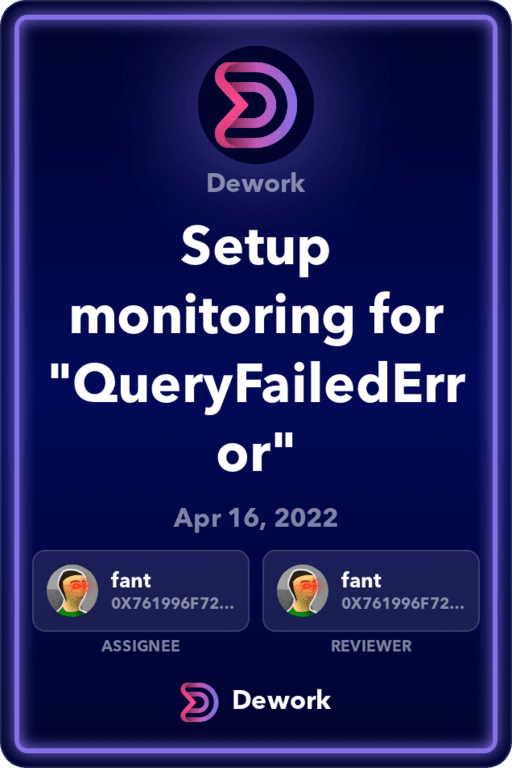 Dework
Setup
monitoring for
"QueryFailedErr
or"
Apr 16, 2022
fant
0X761996F72...
ASSIGNEE
fant
0X761996F72...
REVIEWER
Dework